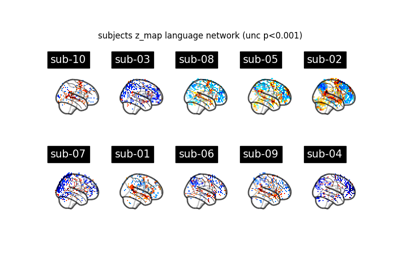 subjects z_map language network (unc p<0.001)
sub-10 sub-03 sub-08 sub-05 sub-02
sub-07 sub-01 sub-06 sub-09 sub-04